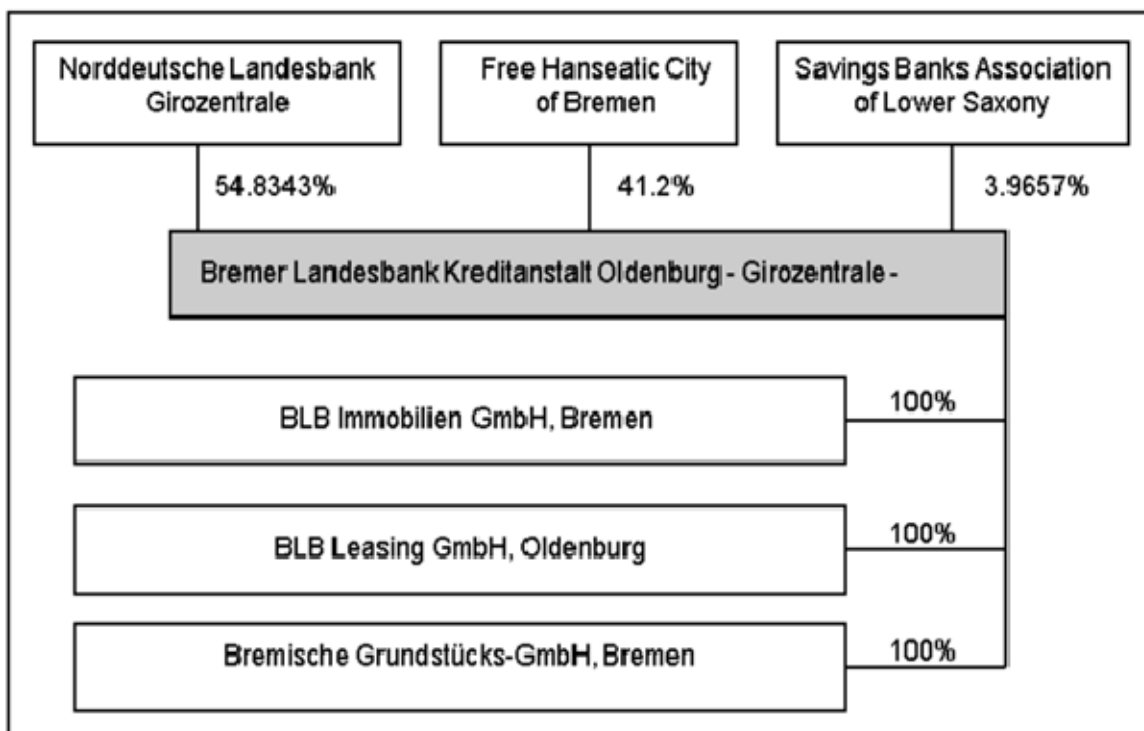 Norddeutsche Landesbank
Girozentrale
Free Hanseatic City
of Bremen
Savings Banks Association
of Lower Saxony
54.8343%
41.2%
3.9657%
Bremer Landesbank Kreditanstalt Oldenburg - Girozentrale -
BLB Immobilien GmbH, Bremen
100%
BLB Leasing GmbH, Oldenburg
100%
Bremische Grundstücks-GmbH, Bremen
100%